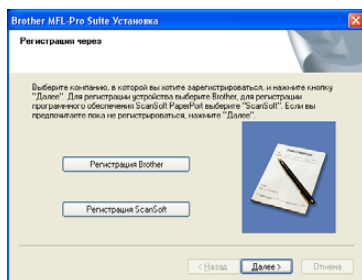 Brother MFL-Pro Suite Установка
Регистрация через
Выберите компанию, в которой вы хотите зарегистрироваться, и нажмите кнопку
"Далее". Для регистрации устройства выберите Brother, для регистрации
программного обеспечения ScanSoft PaperPort выберите "ScanSoft". Если вы
предпочитаете пока не регистрироваться, нажмите "Далее".
Регистрация Brother
Регистрация ScanSoft
< Назад Далее > Отмена